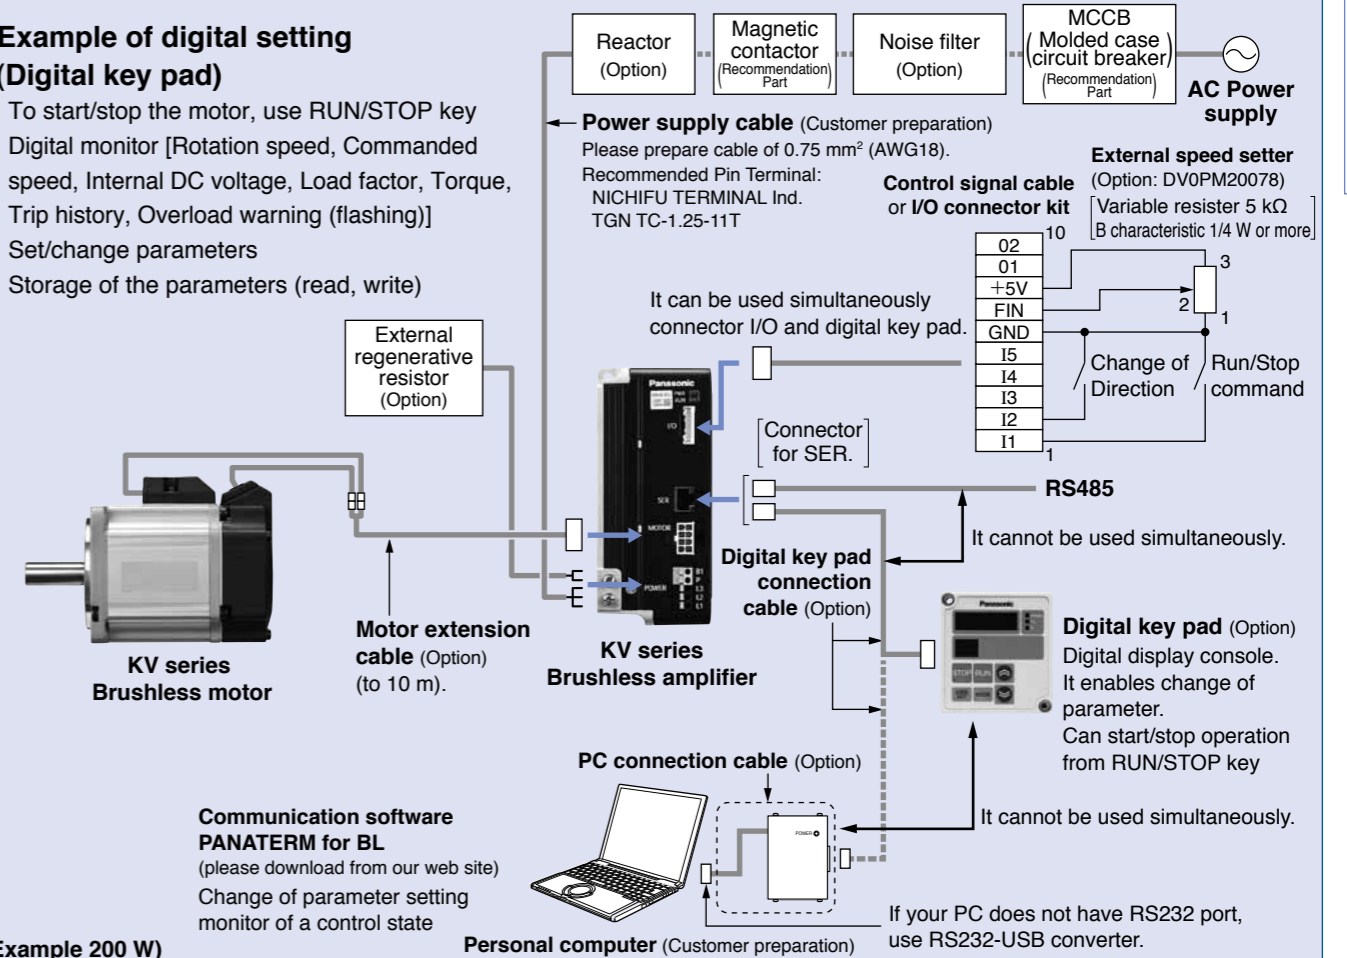 Example of digital setting
(Digital key pad)
To start/stop the motor, use RUN/STOP key
Digital monitor [Rotation speed, Commanded
speed, Internal DC voltage, Load factor, Torque,
Trip history, Overload warning (flashing)]
Set/change parameters
Storage of the parameters (read, write)
Reactor
(Option)
Magnetic
contactor
(Recommendation
Part)
Noise filter
(Option)
MCCB
(Molded case
circuit breaker)
(Recommendation
Part)
AC Power
supply
Power supply cable (Customer preparation)
Please prepare cable of 0.75 mm² (AWG18).
Recommended Pin Terminal:
NICHIFU TERMINAL Ind.
TGN TC-1.25-11T
Control signal cable
or I/O connector kit
External speed setter
(Option: DV0PM20078)
[Variable resister 5 kΩ
B characteristic 1/4 W or more]
10
02
01
+5V
FIN
GND
I5
I4
I3
I2
I1
1
3
2
1
Change of
Direction
Run/Stop
command
It can be used simultaneously
connector I/O and digital key pad.
External
regenerative
resistor
(Option)
Panasonic
I/O
SER
MOTOR
POWER
B1
P
L3
L2
L1
[Connector
for SER.]
RS485
It cannot be used simultaneously.
Digital key pad
connection
cable (Option)
KV series
Brushless motor
Motor extension
cable (Option)
(to 10 m).
KV series
Brushless amplifier
Panasonic
STOP
RUN
Digital key pad (Option)
Digital display console.
It enables change of
parameter.
Can start/stop operation
from RUN/STOP key
PC connection cable (Option)
POWER
It cannot be used simultaneously.
Communication software
PANATERM for BL
(please download from our web site)
Change of parameter setting
monitor of a control state
Personal computer (Customer preparation)
If your PC does not have RS232 port,
use RS232-USB converter.
Example 200 W)